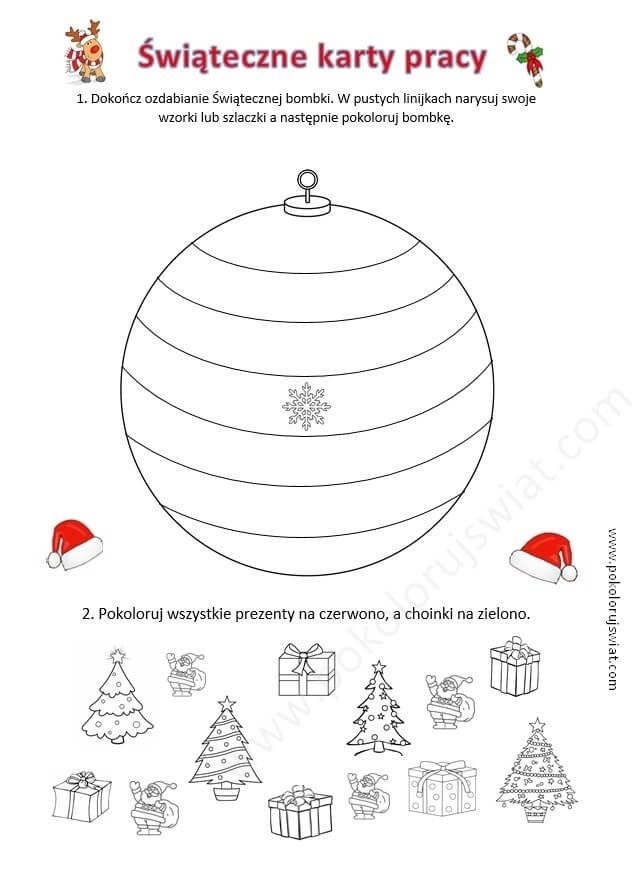 Świąteczne karty pracy
1. Dokończ ozdabianie Świątecznej bombki. W pustych linijkach narysuj swoje
wzorki lub szlaczki a następnie pokoloruj bombkę.
www.pokolorujswiat.com
www.pokolorujswiat.com
2. Pokoloruj wszystkie prezenty na czerwono, a choinki na zielono.